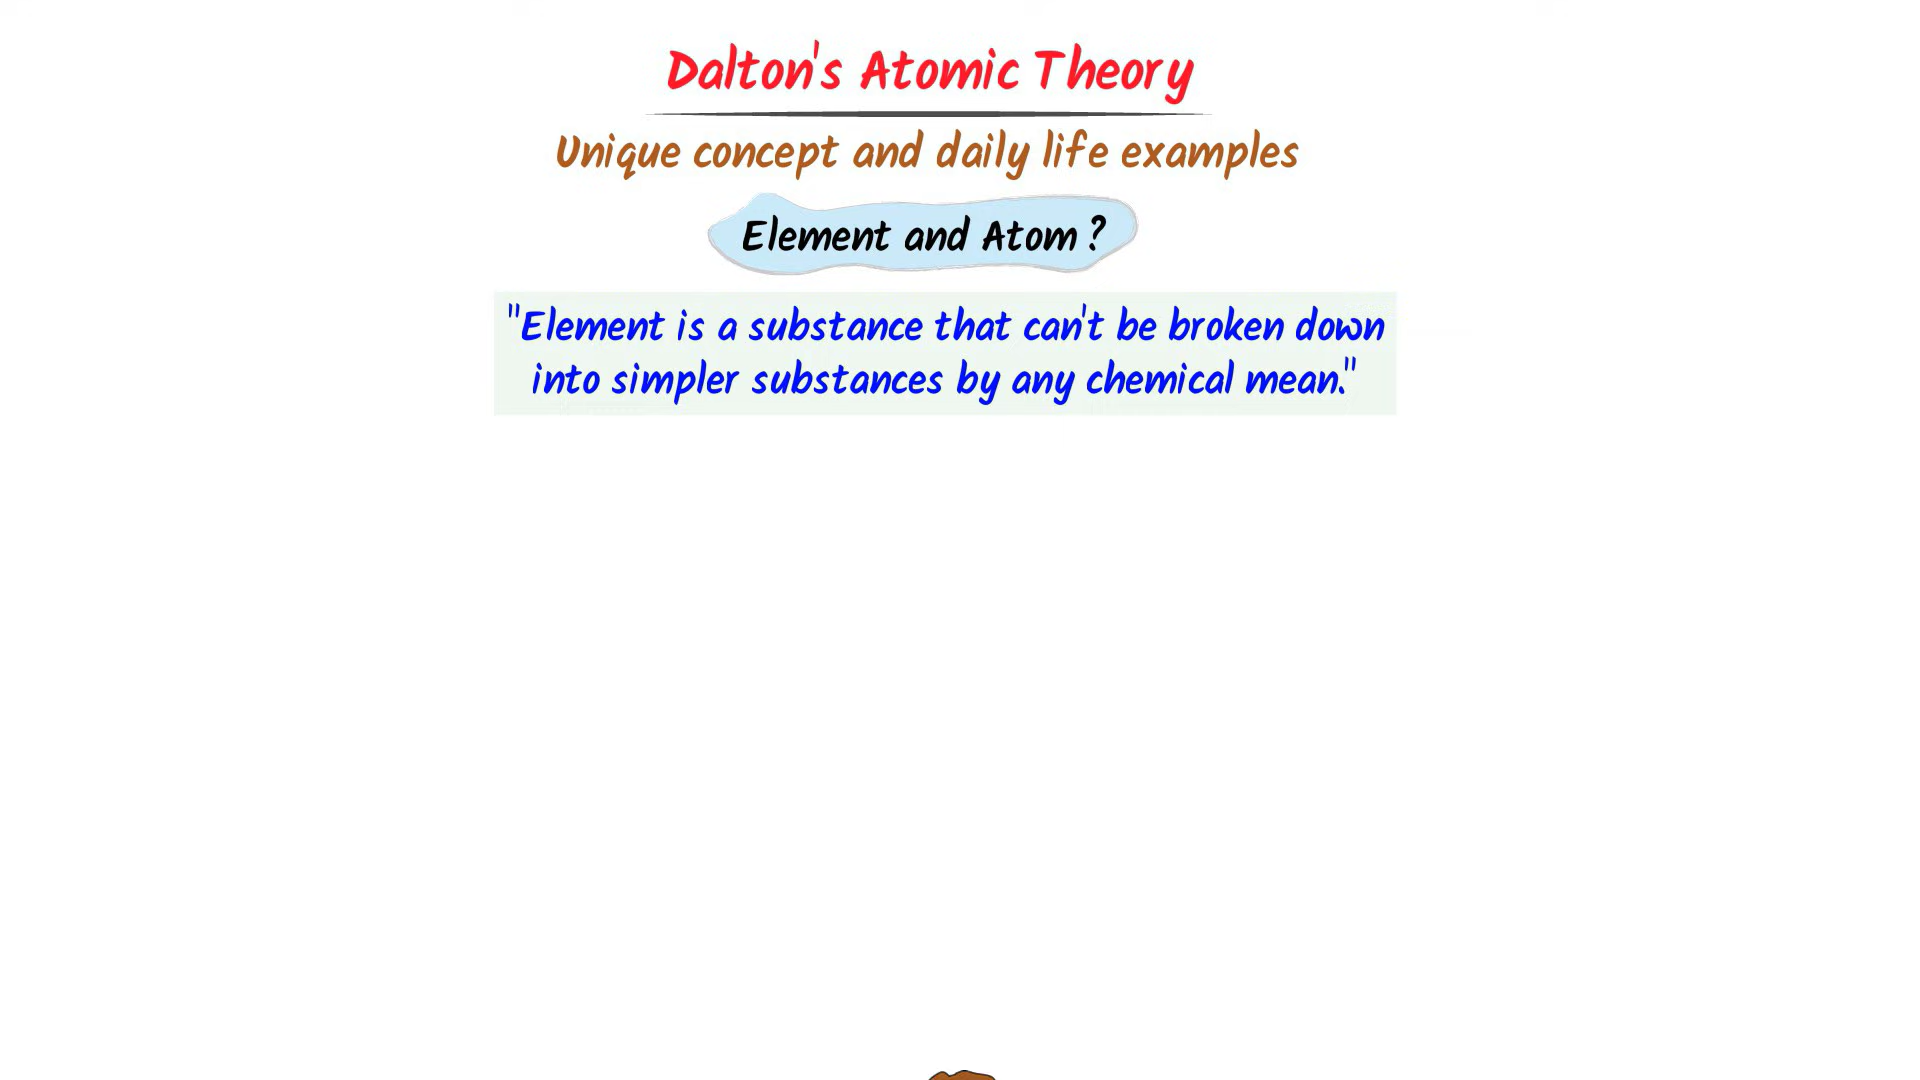 Dalton's Atomic Theory
Unique concept and daily life examples
Element and Atom ?
"Element is a substance that can't be broken down
into simpler substances by any chemical mean."